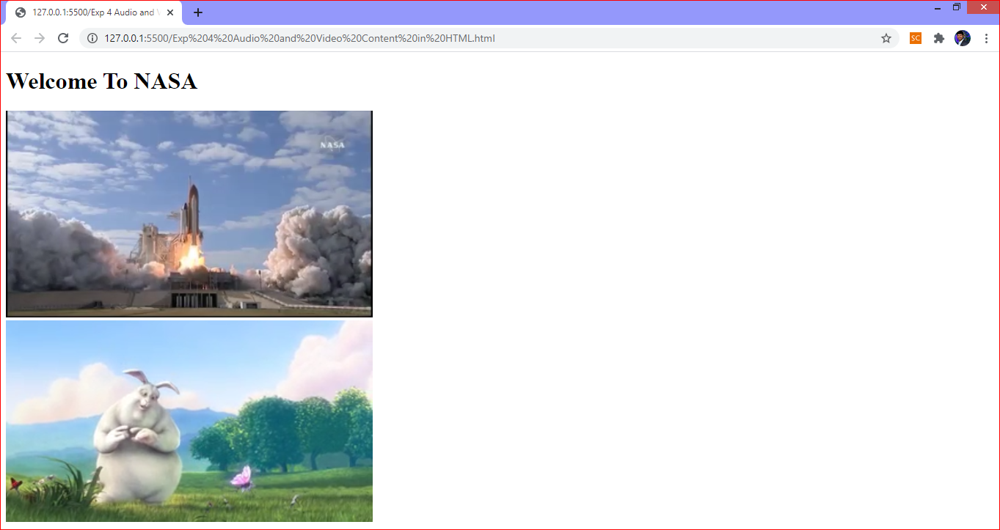 127.0.0.1:5500/Exp 4 Audio and
127.0.0.1:5500/Exp%204%20Audio%20and%20Video%20Content%20in%20HTML.html
SC
Welcome To NASA
NASA